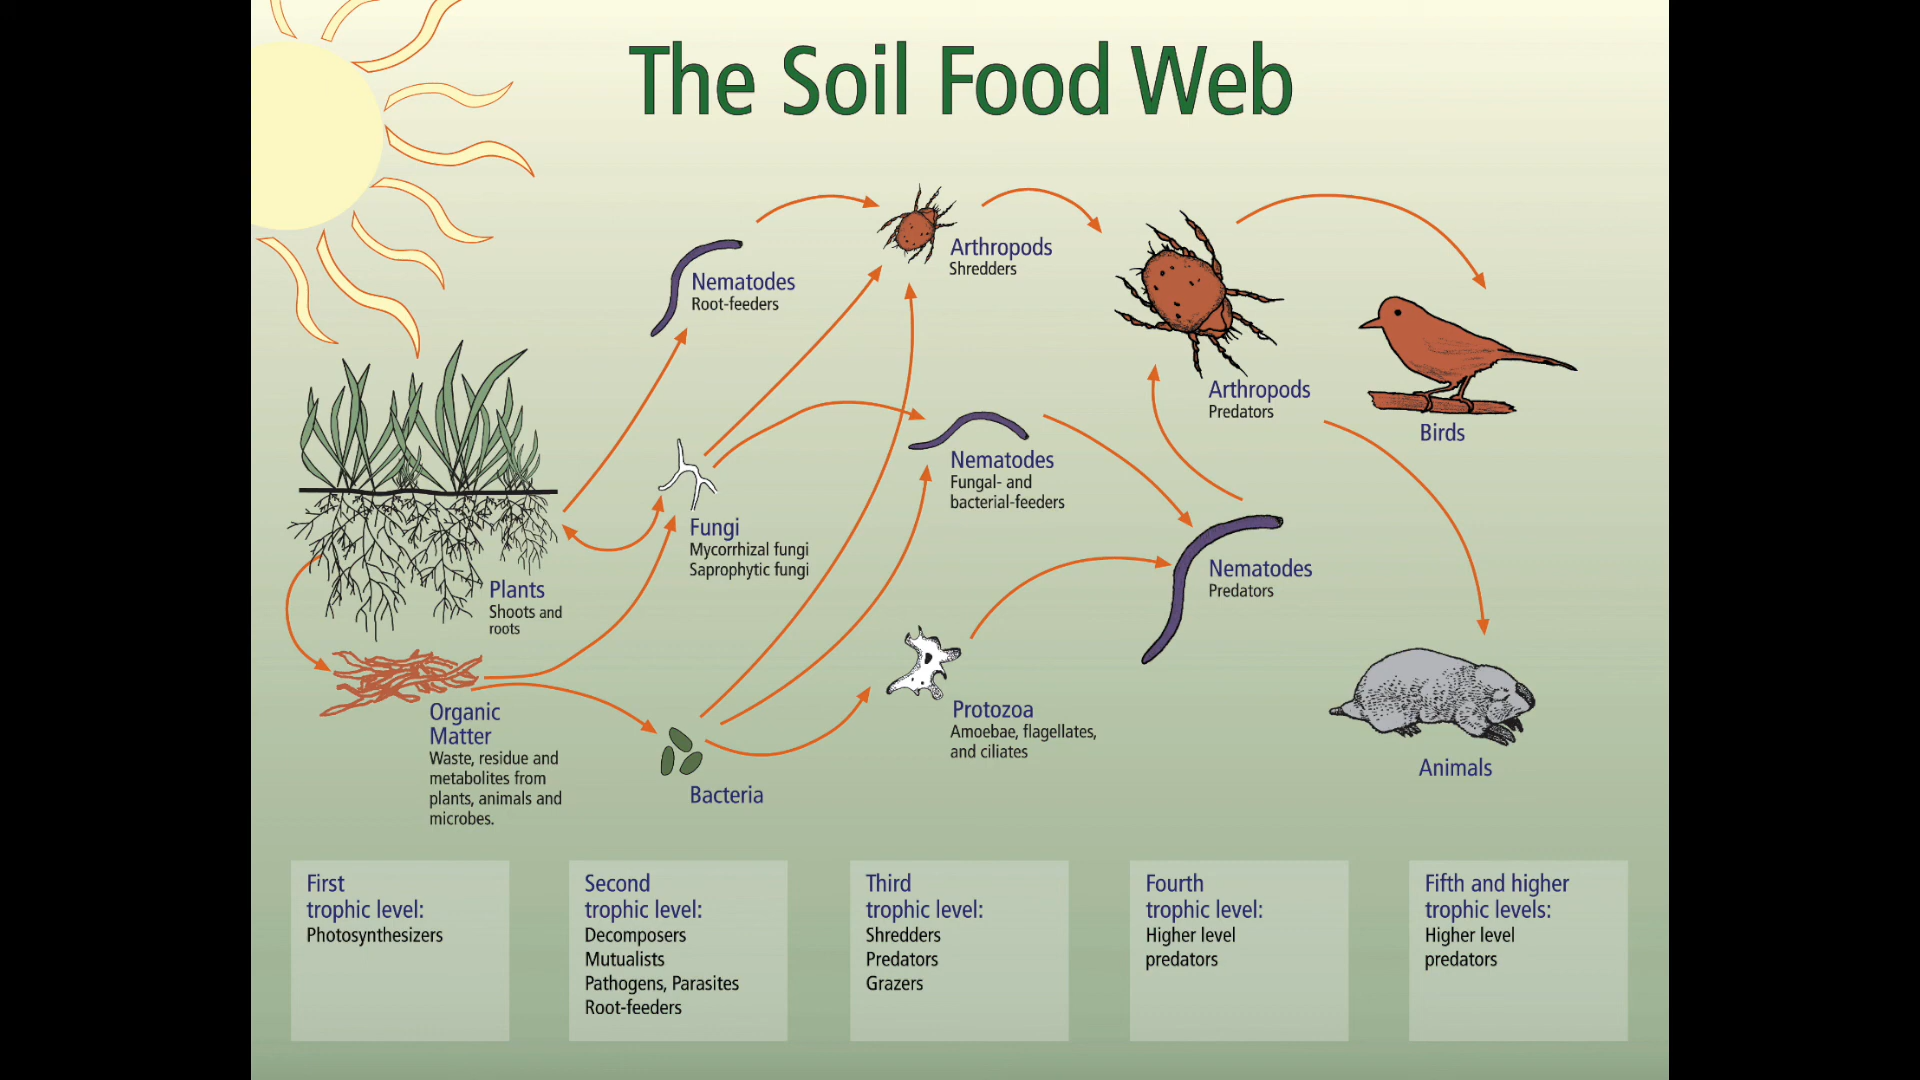 The Soil Food Web
Arthropods
Shredders
Nematodes
Root-feeders
Arthropods
Predators
Birds
Nematodes
Fungal- and
bacterial-feeders
Fungi
Mycorrhizal fungi
Saprophytic fungi
Nematodes
Predators
Plants
Shoots and
roots
Organic
Matter
Waste, residue and
metabolites from
plants, animals and
microbes.
Protozoa
Amoebae, flagellates,
and ciliates
Animals
Bacteria
First
trophic level:
Photosynthesizers
Second
trophic level:
Decomposers
Mutualists
Pathogens, Parasites
Root-feeders
Third
trophic level:
Shredders
Predators
Grazers
Fourth
trophic level:
Higher level
predators
Fifth and higher
trophic levels:
Higher level
predators